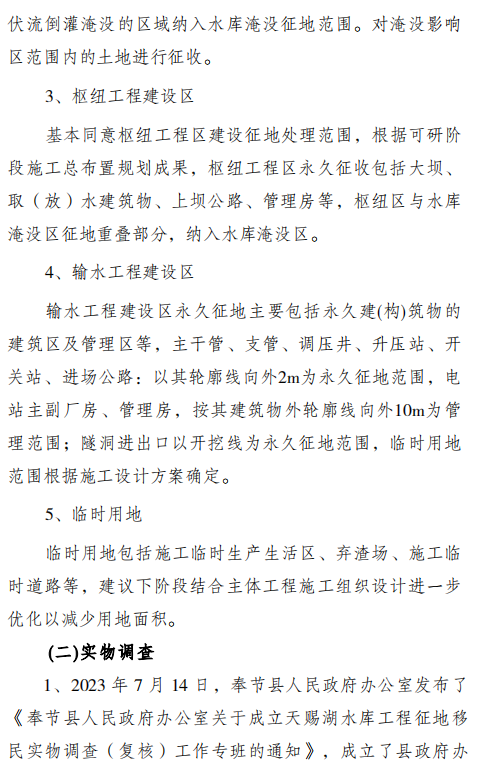 伏流倒灌淹没的区域纳入水库淹没征地范围。对淹没影响
区范围内的土地进行征收。
3、枢纽工程建设区
基本同意枢纽工程区建设征地处理范围，根据可研阶
段施工总布置规划成果，枢纽工程区永久征收包括大坝、
取（放）水建筑物、上坝公路、管理房等，枢纽区与水库
淹没区征地重叠部分，纳入水库淹没区。
4、输水工程建设区
输水工程建设区永久征地主要包括永久建(构)筑物的
建筑区及管理区等，主干管、支管、调压井、升压站、开
关站、进场公路：以其轮廓线向外2m为永久征地范围，电
站主副厂房、管理房，按其建筑物外轮廓线向外10m为管
理范围；隧洞进出口以开挖线为永久征地范围，临时用地
范围根据施工设计方案确定。
5、临时用地
临时用地包括施工临时生产生活区、弃渣场、施工临
时道路等，建议下阶段结合主体工程施工组织设计进一步
优化以减少用地面积。
(二)实物调查
1、2023 年 7 月 14 日，奉节县人民政府办公室发布了
《奉节县人民政府办公室关于成立天赐湖水库工程征地移
民实物调查（复核）工作专班的通知》，成立了县政府办